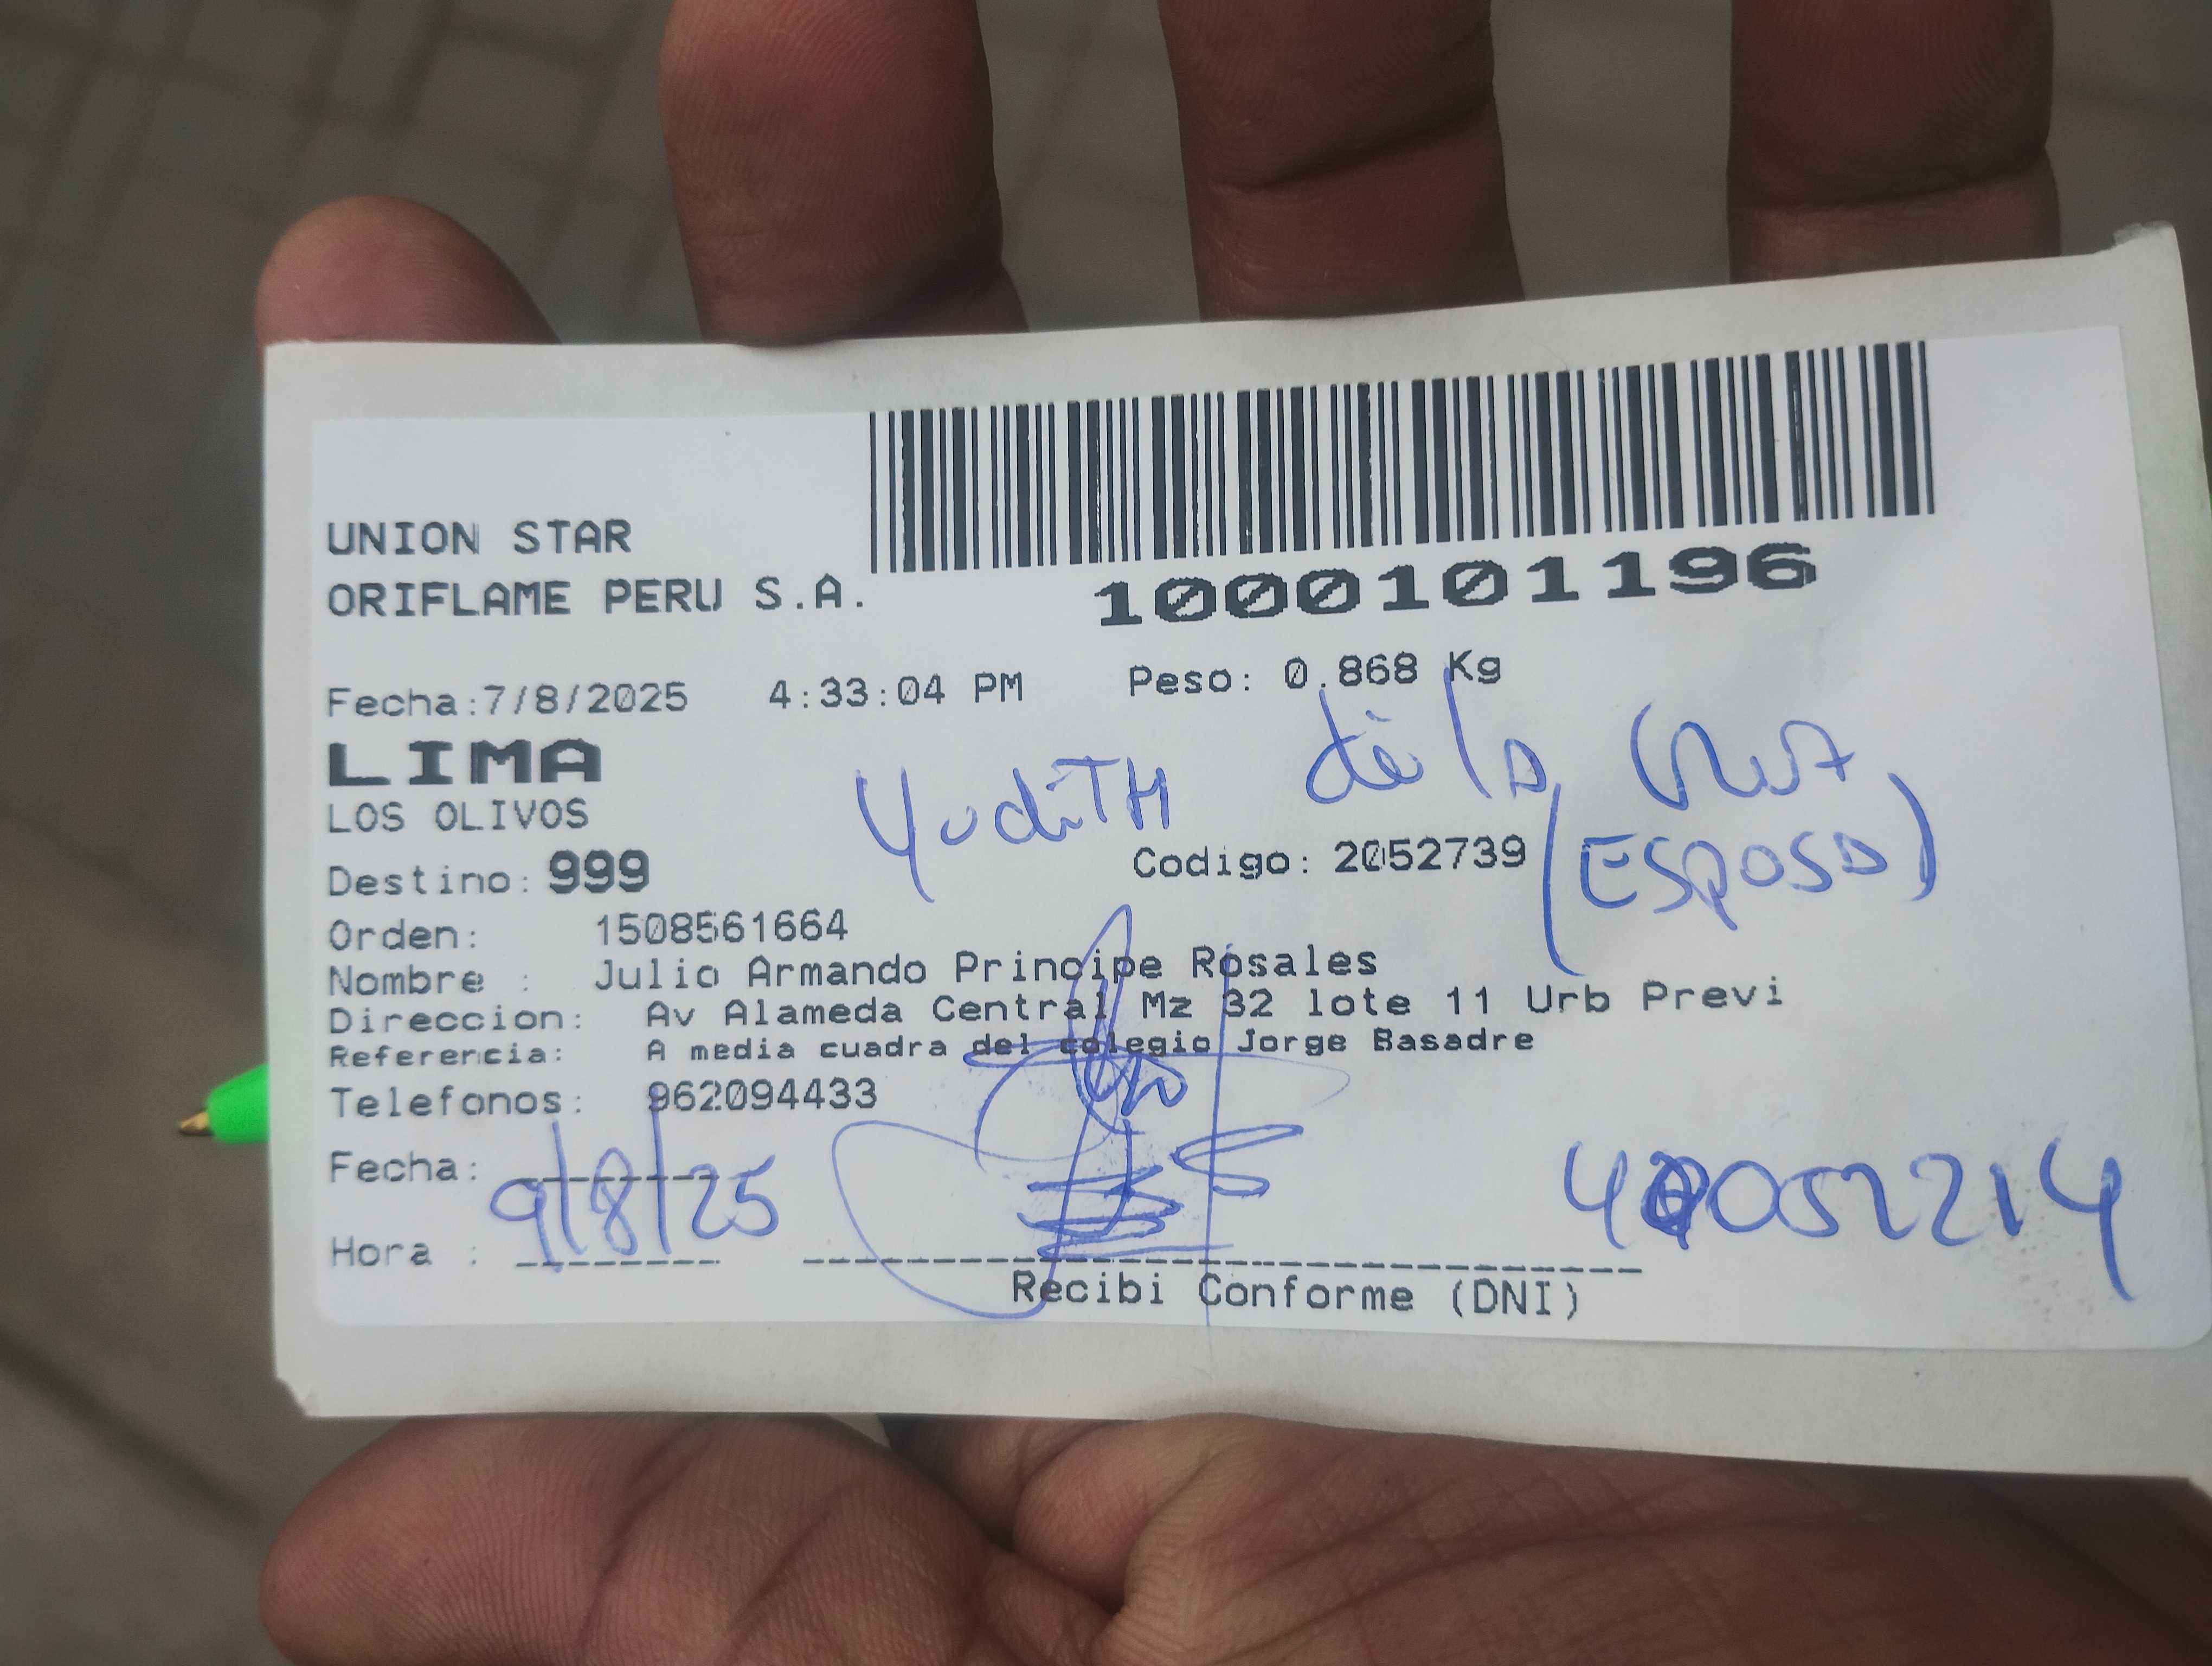 UNION STAR
ORIFLAME PERU S.A.
1000101196
Fecha:7/8/2025 4:33:04 PM Peso: 0.868 Kg
LIMA
YudiTH de la Cruz
LOS OLIVOS
(ESPOSA)
Destino: 999 Codigo: 2052739
Orden: 1508561664
Nombre : Julio Armando Principe Rosales
Direccion: Av Alameda Central Mz 32 lote 11 Urb Previ
Referencia: A media cuadra del colegio Jorge Basadre
Telefonos: 962094433
Fecha: 9/8/25
Hora :
Recibi Conforme (DNI)